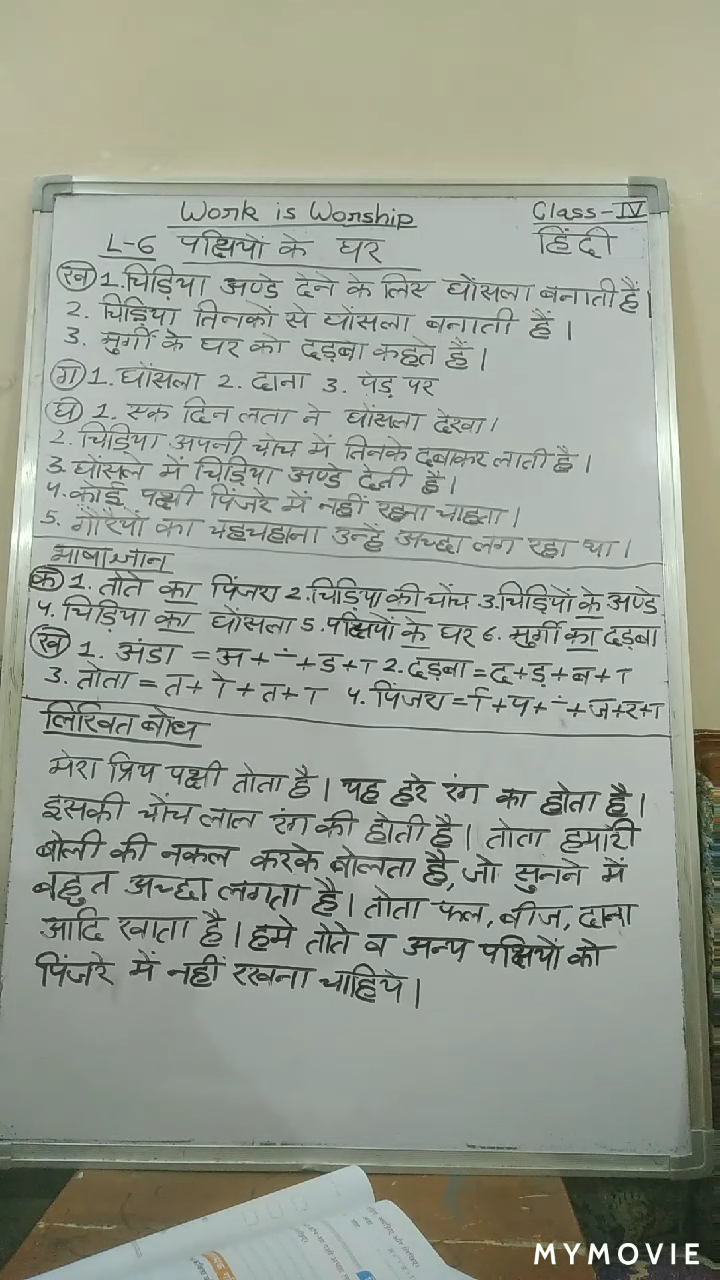 Work is Worship
Class-IV
L-6 पक्षियों के घर
हिंदी
(ख) 1. चिड़िया अण्डे देने के लिए घोंसला बनाती है।
2. चिड़िया तिनकों से घोंसला बनाती है।
3. मुर्गी के घर को दड़बा कहते हैं।
(ग) 1. घोंसला 2. दाना 3. पेड़ पर
(घ) 1. एक दिन लता ने घोंसला देखा।
2. चिड़िया अपनी चोंच में तिनके दबाकर लाती है।
3. घोंसले में चिड़िया अण्डे देती है।
4. कोई पक्षी पिंजरे में नहीं रहना चाहता।
5. गौरैयों का चहचहाना उन्हें अच्छा लग रहा था।
भाषा ज्ञान
(क) 1. तोते का पिंजरा 2. चिड़िया की चोंच 3. चिड़ियों के अण्डे
4. चिड़िया का घोंसला 5. पक्षियों के घर 6. मुर्गी का दड़बा
(ख) 1. अंडा = अ + ं + ड + ा 2. दड़बा = द + ड़ + ब + ा
3. तोता = त + ो + त + ा 4. पिंजरा = ि + प + ं + ज + र + ा
लिखित बोध
मेरा प्रिय पक्षी तोता है। यह हरे रंग का होता है।
इसकी चोंच लाल रंग की होती है। तोता हमारी
बोली की नकल करके बोलता है, जो सुनने में
बहुत अच्छा लगता है। तोता फल, बीज, दाना
आदि खाता है। हमे तोते व अन्य पक्षियों को
पिंजरे में नहीं रखना चाहिये।
MYMOVIE